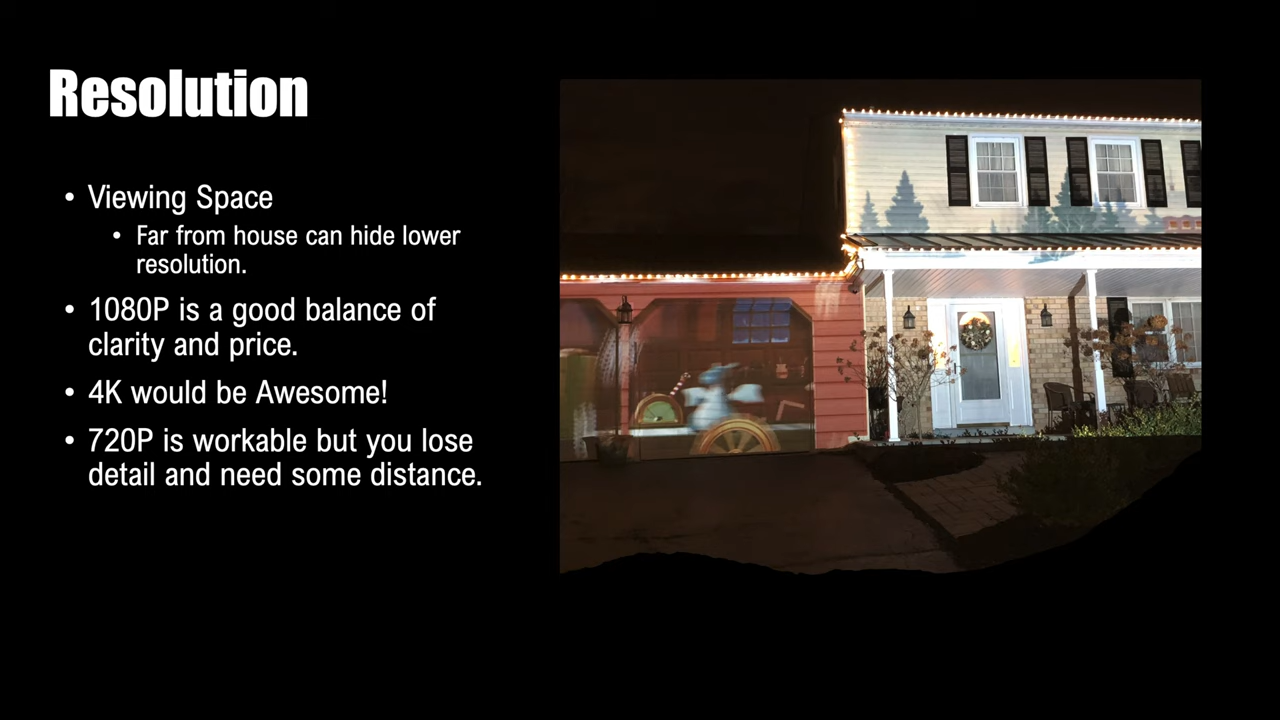 Resolution
• Viewing Space
• Far from house can hide lower
resolution.
• 1080P is a good balance of
clarity and price.
• 4K would be Awesome!
• 720P is workable but you lose
detail and need some distance.